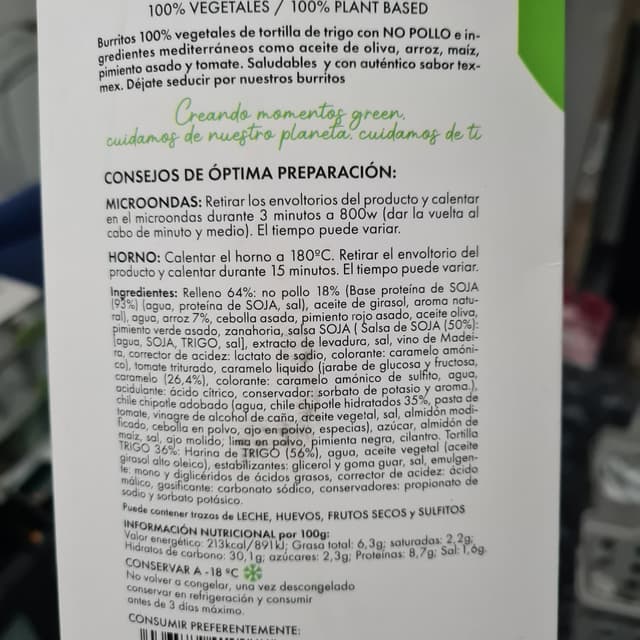 100% VEGETALES / 100% PLANT BASED
Burritos 100% vegetales de tortilla de trigo con NO POLLO e in-
gredientes mediterráneos como aceite de oliva, arroz, maíz,
pimiento asado y tomate. Saludables y con auténtico sabor tex-
mex. Déjate seducir por nuestros burritos
Creando momentos green,
cuidamos de nuestro planeta, cuidamos de ti
CONSEJOS DE ÓPTIMA PREPARACIÓN:
MICROONDAS: Retirar los envoltorios del producto y calentar
en el microondas durante 3 minutos a 800w (dar la vuelta al
cabo de minuto y medio). El tiempo puede variar.
HORNO: Calentar el horno a 180ºC. Retirar el envoltorio del
producto y calentar durante 15 minutos. El tiempo puede variar.
Ingredientes: Relleno 64%: no pollo 18% (Base proteína de SOJA
(93%) (agua, proteína de SOJA, sal), aceite de girasol, aroma natu-
ral), agua, arroz 7%, cebolla asada, pimiento rojo asado, aceite oliva,
pimiento verde asado, zanahoria, salsa SOJA ( Salsa de SOJA (50%):
[agua, SOJA, TRIGO, sal], extracto de levadura, sal, vino de Madei-
ra, corrector de acidez: lactato de sodio, colorante: caramelo amóni-
co), tomate triturado, caramelo liquido (jarabe de glucosa y fructosa,
caramelo (26,4%), colorante: caramelo amónico de sulfito, agua,
acidulante: ácido cítrico, conservador: sorbato de potasio y aroma),
chile chipotle adobado (agua, chile chipotle hidratados 35%, pasta de
tomate, vinagre de alcohol de caña, aceite vegetal, sal, almidón modi-
ficado, cebolla en polvo, ajo en polvo, especias), azúcar, almidón de
maíz, sal, ajo molido, lima en polvo, pimienta negra, cilantro. Tortilla
TRIGO 36%: Harina de TRIGO (56%), agua, aceite vegetal (aceite
girasol alto oleico), estabilizantes: glicerol y goma guar, sal, emulgen-
te: mono y diglicéridos de ácidos grasos, corrector de acidez: ácido
málico, gasificante: carbonato sódico, conservadores: propionato de
sodio y sorbato potásico.
Puede contener trazas de LECHE, HUEVOS, FRUTOS SECOS y SULFITOS
INFORMACIÓN NUTRICIONAL por 100g:
Valor energético: 213kcal/891kJ; Grasa total: 6,3g; saturadas: 2,2g;
Hidratos de carbono: 30,1g; azúcares: 2,3g; Proteínas: 8,7g; Sal: 1,6g.
CONSERVAR A -18 ºC
No volver a congelar, una vez descongelado
conservar en refrigeración y consumir
antes de 3 días máximo.
CONSUMIR PREFERENTEMENTE: